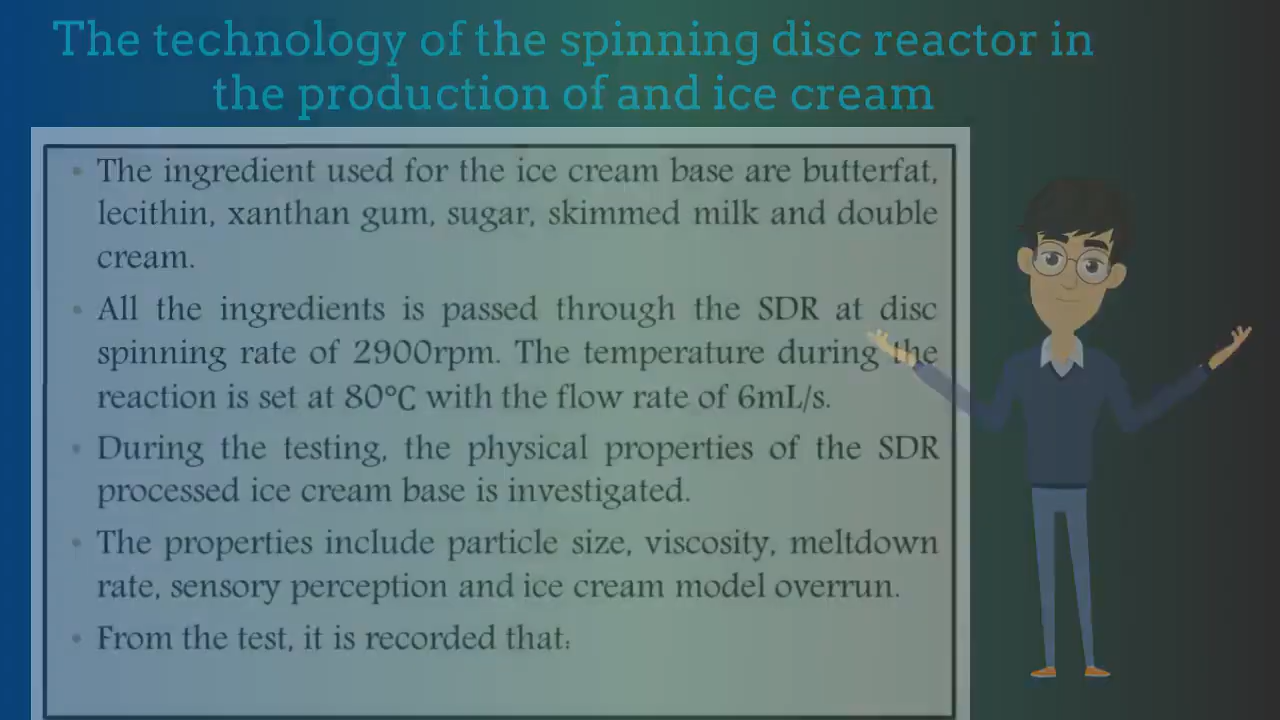 The technology of the spinning disc reactor in
the production of and ice cream
• The ingredient used for the ice cream base are butterfat,
lecithin, xanthan gum, sugar, skimmed milk and double
cream.
• All the ingredients is passed through the SDR at disc
spinning rate of 2900rpm. The temperature during the
reaction is set at 80°C with the flow rate of 6mL/s.
• During the testing, the physical properties of the SDR
processed ice cream base is investigated.
• The properties include particle size, viscosity, meltdown
rate, sensory perception and ice cream model overrun.
• From the test, it is recorded that: